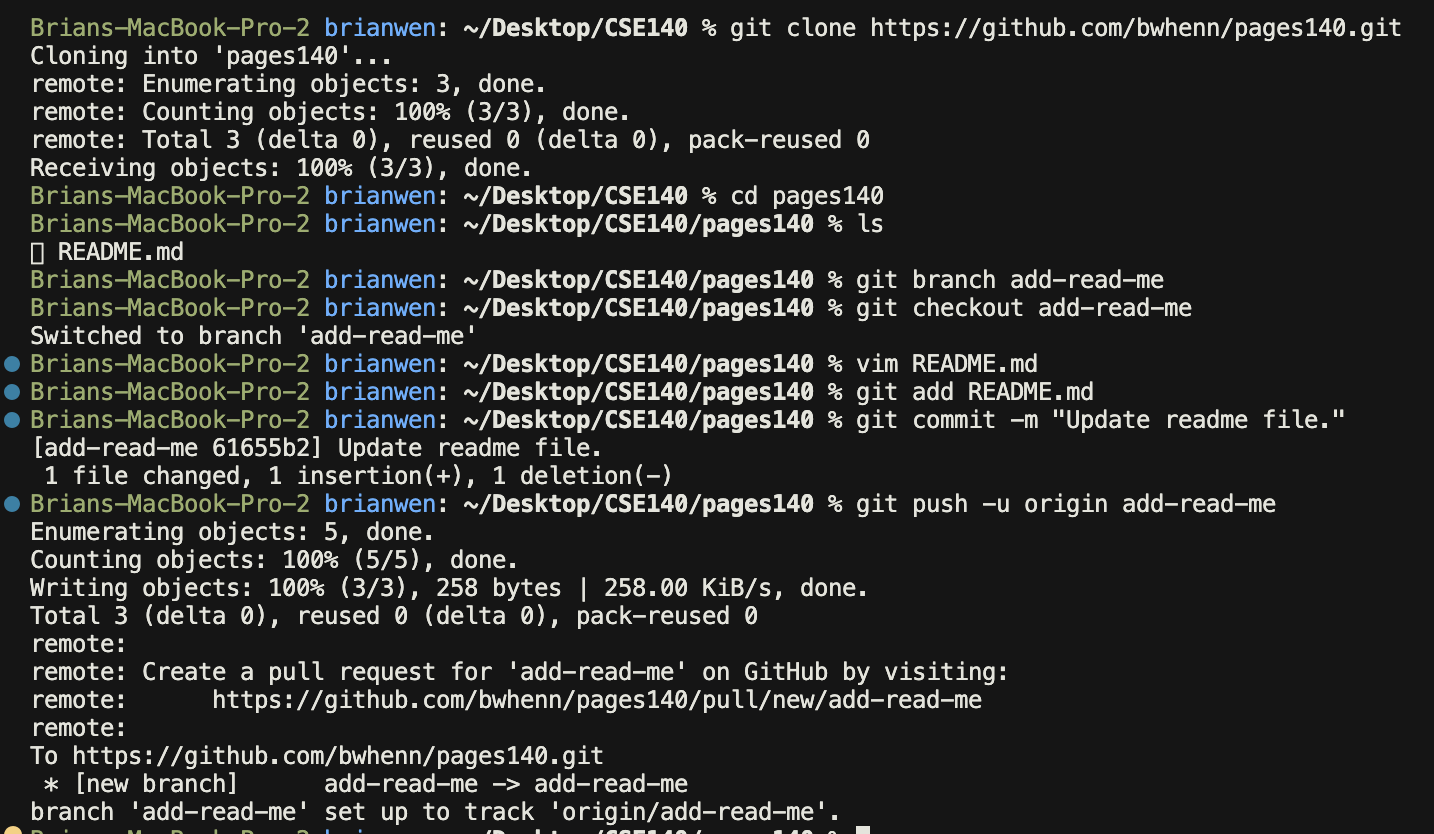 Brians-MacBook-Pro-2 brianwen: ~/Desktop/CSE140 % git clone https://github.com/bwhenn/pages140.git
Cloning into 'pages140'...
remote: Enumerating objects: 3, done.
remote: Counting objects: 100% (3/3), done.
remote: Total 3 (delta 0), reused 0 (delta 0), pack-reused 0
Receiving objects: 100% (3/3), done.
Brians-MacBook-Pro-2 brianwen: ~/Desktop/CSE140 % cd pages140
Brians-MacBook-Pro-2 brianwen: ~/Desktop/CSE140/pages140 % ls
README.md
Brians-MacBook-Pro-2 brianwen: ~/Desktop/CSE140/pages140 % git branch add-read-me
Brians-MacBook-Pro-2 brianwen: ~/Desktop/CSE140/pages140 % git checkout add-read-me
Switched to branch 'add-read-me'
Brians-MacBook-Pro-2 brianwen: ~/Desktop/CSE140/pages140 % vim README.md
Brians-MacBook-Pro-2 brianwen: ~/Desktop/CSE140/pages140 % git add README.md
Brians-MacBook-Pro-2 brianwen: ~/Desktop/CSE140/pages140 % git commit -m "Update readme file."
[add-read-me 61655b2] Update readme file.
 1 file changed, 1 insertion(+), 1 deletion(-)
Brians-MacBook-Pro-2 brianwen: ~/Desktop/CSE140/pages140 % git push -u origin add-read-me
Enumerating objects: 5, done.
Counting objects: 100% (5/5), done.
Writing objects: 100% (3/3), 258 bytes | 258.00 KiB/s, done.
Total 3 (delta 0), reused 0 (delta 0), pack-reused 0
remote:
remote: Create a pull request for 'add-read-me' on GitHub by visiting:
remote:      https://github.com/bwhenn/pages140/pull/new/add-read-me
remote:
To https://github.com/bwhenn/pages140.git
 * [new branch]      add-read-me -> add-read-me
branch 'add-read-me' set up to track 'origin/add-read-me'.
Brians-MacBook-Pro-2 brianwen: ~/Desktop/CSE140/pages140 %